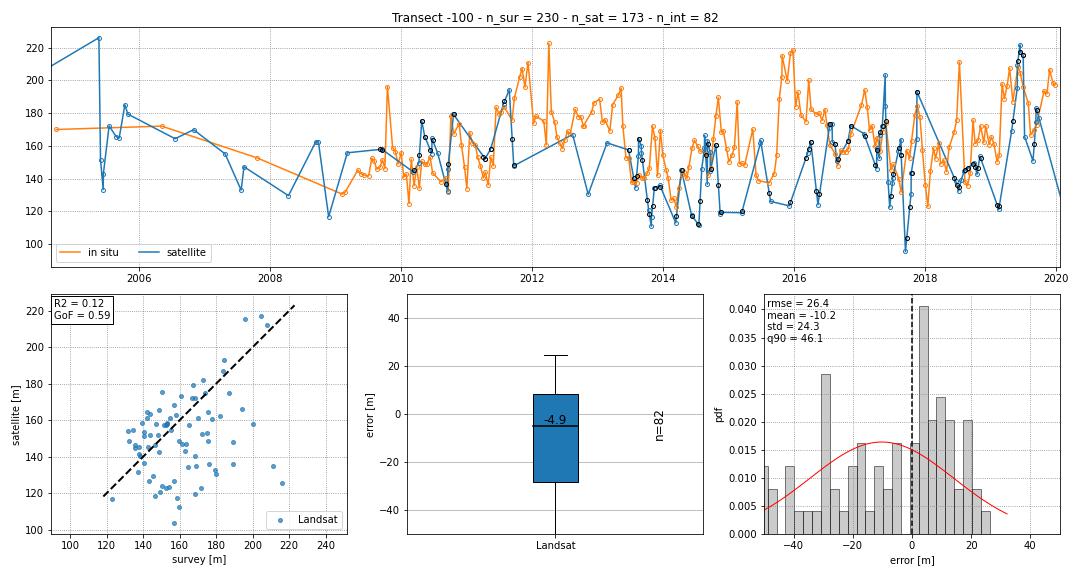 Transect -100 - n_sur = 230 - n_sat = 173 - n_int = 82
220
200
180
160
140
120
100
in situ satellite
2006 2008 2010 2012 2014 2016 2018 2020
R2 = 0.12
GoF = 0.59
220
200
180
160
140
120
100
satellite [m]
Landsat
100 120 140 160 180 200 220 240
survey [m]
40
20
0
−20
−40
error [m]
-4.9
n=82
Landsat
rmse = 26.4
mean = -10.2
std = 24.3
q90 = 46.1
0.040
0.035
0.030
0.025
0.020
0.015
0.010
0.005
0.000
pdf
−40 −20 0 20 40
error [m]